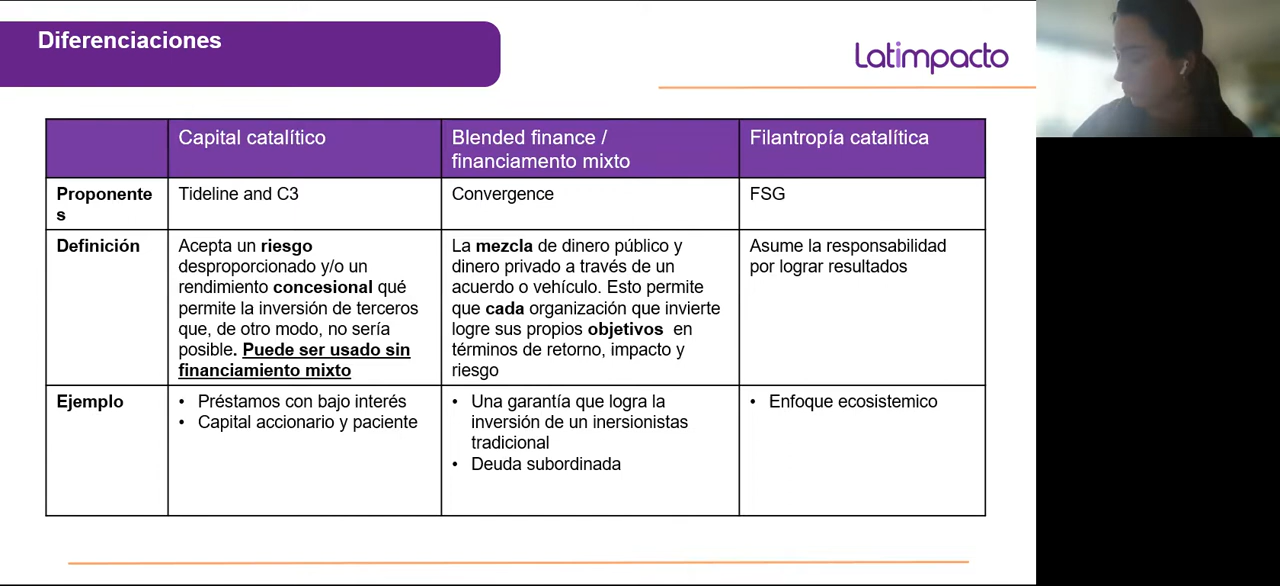 Diferenciaciones
Latimpacto
Capital catalítico
Blended finance /
financiamento mixto
Filantropía catalítica
Proponente
s
Tideline and C3
Convergence
FSG
Definición
Acepta un riesgo
desproporcionado y/o un
rendimiento concesional qué
permite la inversión de terceros
que, de otro modo, no sería
posible. Puede ser usado sin
financiamiento mixto
La mezcla de dinero público y
dinero privado a través de un
acuerdo o vehículo. Esto permite
que cada organización que invierte
logre sus propios objetivos en
términos de retorno, impacto y
riesgo
Asume la responsabilidad
por lograr resultados
Ejemplo
• Préstamos con bajo interés
• Capital accionario y paciente
• Una garantía que logra la
inversión de un inersionistas
tradicional
• Deuda subordinada
• Enfoque ecosistemico